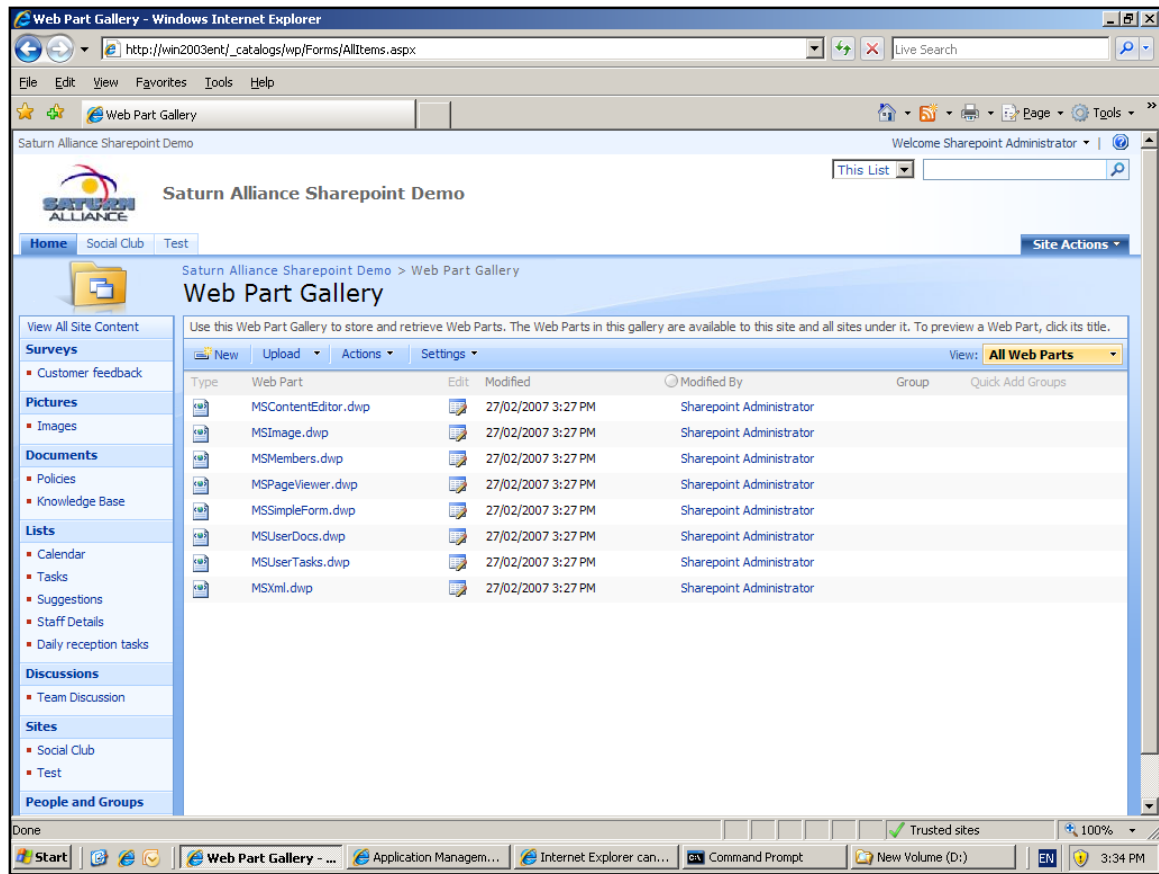 Web Part Gallery - Windows Internet Explorer
http://win2003ent/_catalogs/wp/Forms/AllItems.aspx
Live Search
File Edit View Favorites Tools Help
Web Part Gallery
Page Tools »
Saturn Alliance Sharepoint Demo
Welcome Sharepoint Administrator
SATURN
ALLIANCE
Saturn Alliance Sharepoint Demo
This List
Home Social Club Test
Site Actions
Saturn Alliance Sharepoint Demo > Web Part Gallery
Web Part Gallery
View All Site Content
Surveys
Customer feedback
Pictures
Images
Documents
Policies
Knowledge Base
Lists
Calendar
Tasks
Suggestions
Staff Details
Daily reception tasks
Discussions
Team Discussion
Sites
Social Club
Test
People and Groups
Use this Web Part Gallery to store and retrieve Web Parts. The Web Parts in this gallery are available to this site and all sites under it. To preview a Web Part, click its title.
New Upload Actions Settings View: All Web Parts
Type Web Part Edit Modified Modified By Group Quick Add Groups
MSContentEditor.dwp 27/02/2007 3:27 PM Sharepoint Administrator
MSImage.dwp 27/02/2007 3:27 PM Sharepoint Administrator
MSMembers.dwp 27/02/2007 3:27 PM Sharepoint Administrator
MSPageViewer.dwp 27/02/2007 3:27 PM Sharepoint Administrator
MSSimpleForm.dwp 27/02/2007 3:27 PM Sharepoint Administrator
MSUserDocs.dwp 27/02/2007 3:27 PM Sharepoint Administrator
MSUserTasks.dwp 27/02/2007 3:27 PM Sharepoint Administrator
MSXml.dwp 27/02/2007 3:27 PM Sharepoint Administrator
Done Trusted sites 100%
Start Web Part Gallery - ... Application Managem... Internet Explorer can... Command Prompt New Volume (D:) EN 3:34 PM